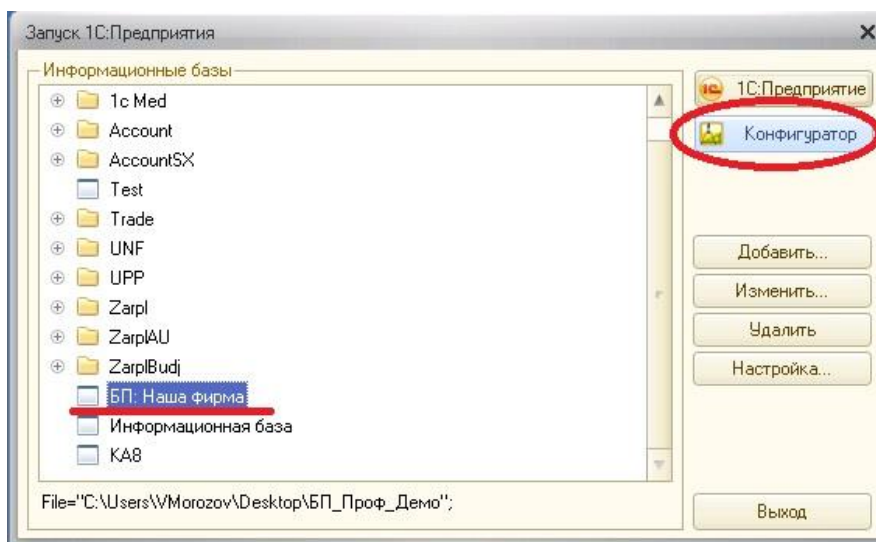 Запуск 1С:Предприятия
Информационные базы
1c Med
Account
AccountSX
Test
Trade
UNF
UPP
Zarpl
ZarplAU
ZarplBudj
БП: Наша фирма
Информационная база
KA8
File="C:\Users\VMorozov\Desktop\БП_Проф_Демо";
1С:Предприятие
Конфигуратор
Добавить...
Изменить...
Удалить
Настройка...
Выход